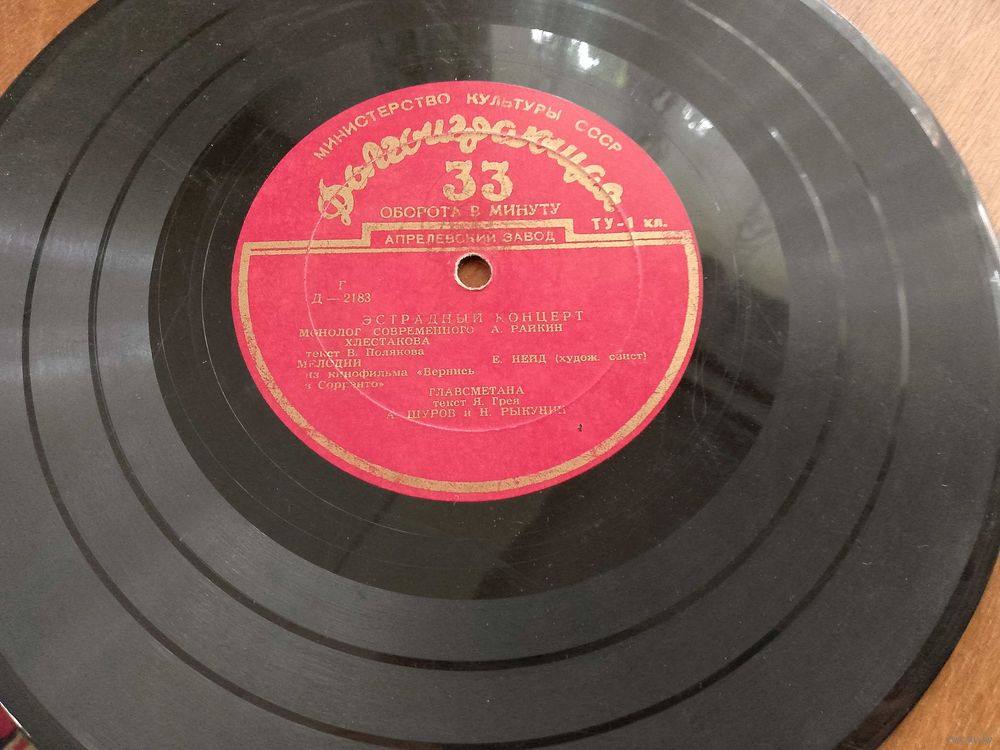 МИНИСТЕРСТВО КУЛЬТУРЫ СССР
Долгоиграющая
33
ОБОРОТА В МИНУТУ
ТУ-1 кл.
АПРЕЛЕВСКИЙ ЗАВОД
Г
Д—2183
ЭСТРАДНЫЙ КОНЦЕРТ
МОНОЛОГ СОВРЕМЕННОГО А. РАЙКИН
ХЛЕСТАКОВА
текст В. Полякова
МЕЛОДИИ Е. НЕЙД (худож. свист)
из кинофильма «Вернись
в Сорренто»
ГЛАВСМЕТАНА
текст Я. Грея
А. ШУРОВ и Н. РЫКУНИН